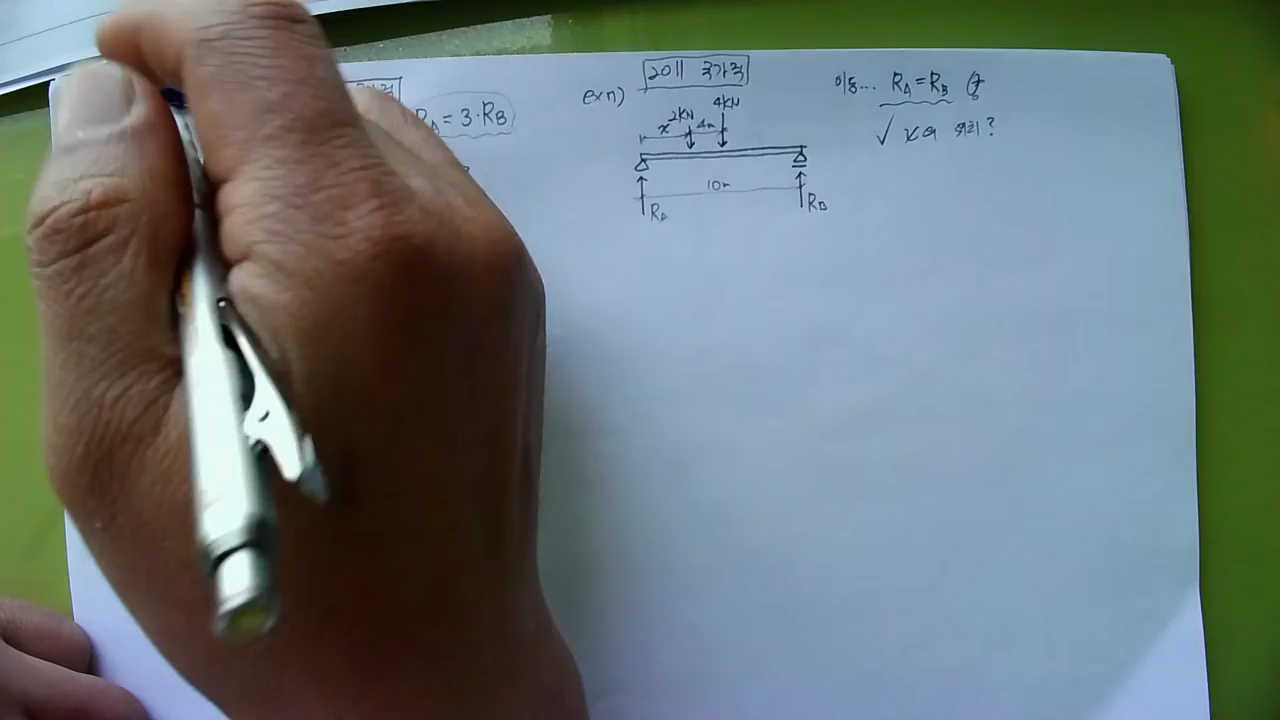 R_A = 3·R_B
2011 국가직
ex n)
x 2KN 4m 4KN
10m
R_A R_B
이동... R_A = R_B
√ x의 위치?